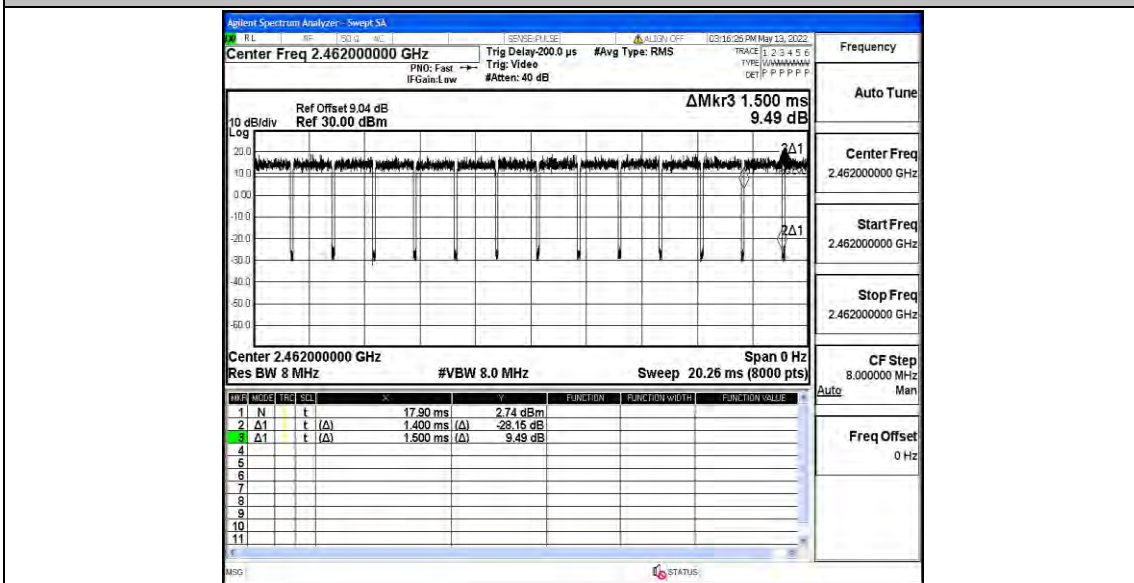 Agilent Spectrum Analyzer - Swept SA
RL RF 50 Ω AC SENSE:PULSE ALIGN OFF 03:16:26 PM May 13, 2022
Center Freq 2.462000000 GHz
PNO: Fast
IFGain:Low
Trig Delay-200.0 µs
Trig: Video
#Atten: 40 dB
#Avg Type: RMS
TRACE 1 2 3 4 5 6
TYPE
DET P P P P P P
ΔMkr3 1.500 ms
9.49 dB
Ref Offset 9.04 dB
10 dB/div Ref 30.00 dBm
Log
20.0
10.0
0.00
-10.0
-20.0
-30.0
-40.0
-50.0
-60.0
3Δ1
2Δ1
Center 2.462000000 GHz Span 0 Hz
Res BW 8 MHz #VBW 8.0 MHz Sweep 20.26 ms (8000 pts)
MKR MODE TRC SCL X Y FUNCTION FUNCTION WIDTH FUNCTION VALUE
1 N t 17.90 ms 2.74 dBm
2 Δ1 t (Δ) 1.400 ms (Δ) -28.15 dB
3 Δ1 t (Δ) 1.500 ms (Δ) 9.49 dB
4
5
6
7
8
9
10
11
MSG STATUS
Frequency
Auto Tune
Center Freq
2.462000000 GHz
Start Freq
2.462000000 GHz
Stop Freq
2.462000000 GHz
CF Step
8.000000 MHz
Auto Man
Freq Offset
0 Hz